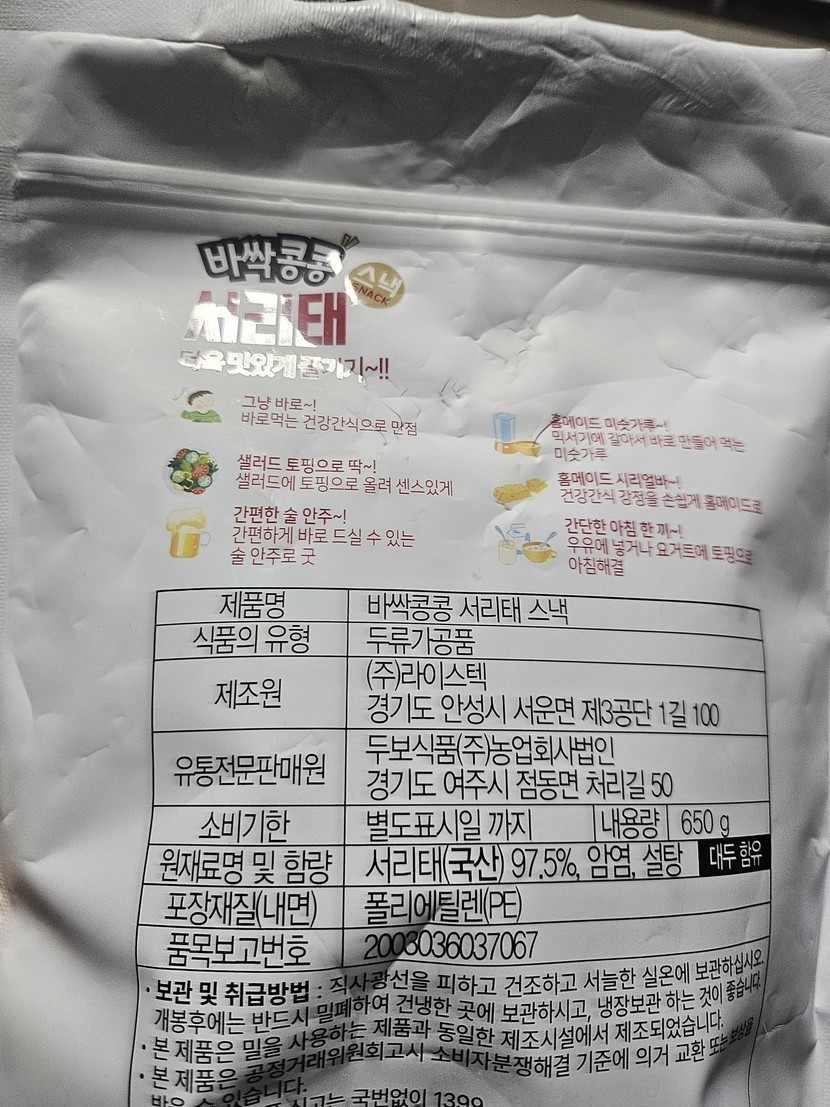 바싹콩콩
스낵
SNACK
서리태
더욱 맛있게 즐기기~!!
그냥 바로~!
바로먹는 건강간식으로 만점
샐러드 토핑으로 딱~!
샐러드에 토핑으로 올려 센스있게
간편한 술 안주~!
간편하게 바로 드실 수 있는
술 안주로 굿
홈메이드 미숫가루~!
믹서기에 갈아서 바로 만들어 먹는
미숫가루
홈메이드 시리얼바~!
건강간식 강정을 손쉽게 홈메이드로
간단한 아침 한 끼~!
우유에 넣거나 요거트에 토핑으로
아침해결
제품명 바싹콩콩 서리태 스낵
식품의 유형 두류가공품
제조원 (주)라이스텍
경기도 안성시 서운면 제3공단 1길 100
유통전문판매원 두보식품(주)농업회사법인
경기도 여주시 점동면 처리길 50
소비기한 별도표시일 까지 내용량 650 g
원재료명 및 함량 서리태(국산) 97.5%, 암염, 설탕 대두 함유
포장재질(내면) 폴리에틸렌(PE)
품목보고번호 2003036037067
· 보관 및 취급방법 : 직사광선을 피하고 건조하고 서늘한 실온에 보관하십시오.
개봉후에는 반드시 밀폐하여 건냉한 곳에 보관하시고, 냉장보관 하는 것이 좋습니다.
· 본 제품은 밀을 사용하는 제품과 동일한 제조시설에서 제조되었습니다.
· 본 제품은 공정거래위원회고시 소비자분쟁해결 기준에 의거 교환 또는 보상을
받을 수 있습니다.
신고는 국번없이 1399